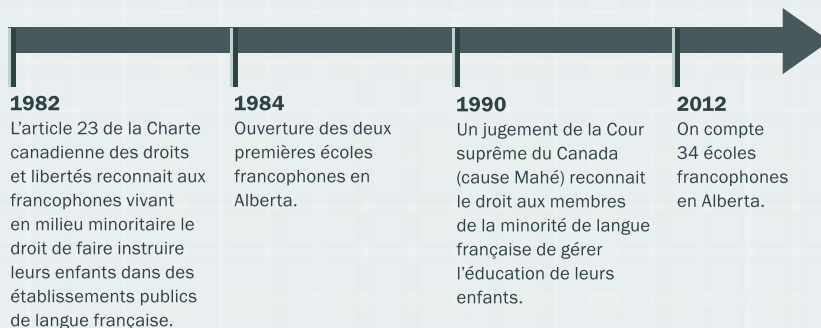 1982
L'article 23 de la Charte
canadienne des droits
et libertés reconnait aux
francophones vivant
en milieu minoritaire le
droit de faire instruire
leurs enfants dans des
établissements publics
de langue française.
1984
Ouverture des deux
premières écoles
francophones en
Alberta.
1990
Un jugement de la Cour
suprême du Canada
(cause Mahé) reconnait
le droit aux membres
de la minorité de langue
française de gérer
l'éducation de leurs
enfants.
2012
On compte
34 écoles
francophones
en Alberta.